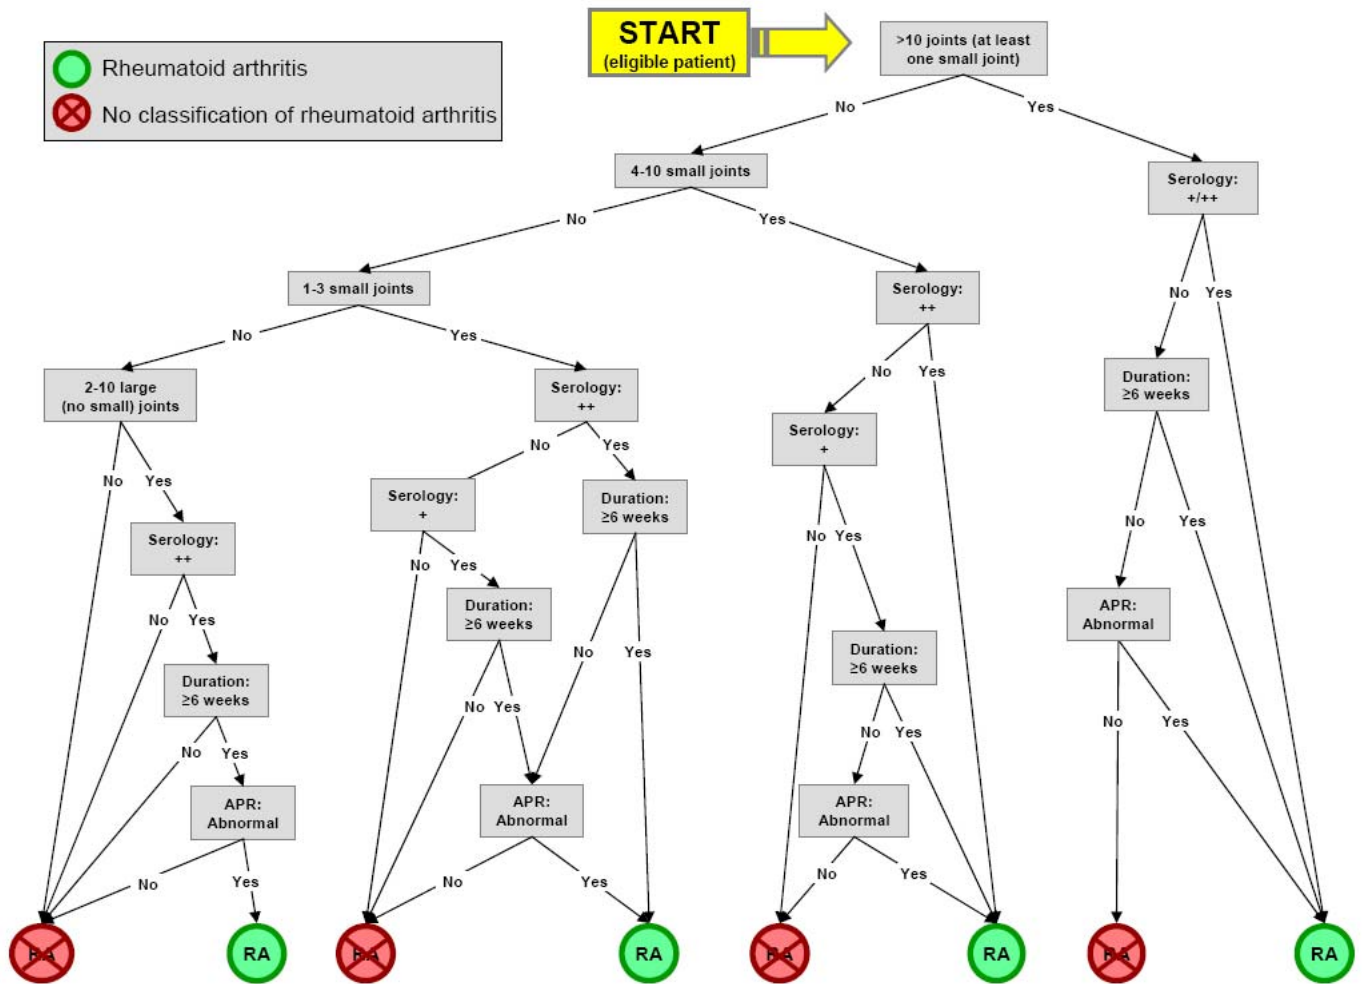 START
(eligible patient)
>10 joints (at least
one small joint)
Rheumatoid arthritis
No classification of rheumatoid arthritis
No
Yes
4-10 small joints
Serology:
+/++
No
Yes
1-3 small joints
Serology:
++
No
Yes
No
Yes
2-10 large
(no small) joints
Serology:
++
No
Yes
Duration:
≥6 weeks
Serology:
+
No
Yes
No
Yes
Serology:
+
Duration:
≥6 weeks
Serology:
++
No
Yes
No
Yes
No
Yes
Duration:
≥6 weeks
APR:
Abnormal
No
Yes
Duration:
≥6 weeks
No
Yes
Duration:
≥6 weeks
No
Yes
No
Yes
No
Yes
No
Yes
APR:
Abnormal
APR:
Abnormal
APR:
Abnormal
No
Yes
No
Yes
No
Yes
RA
RA
RA
RA
RA
RA
RA
RA